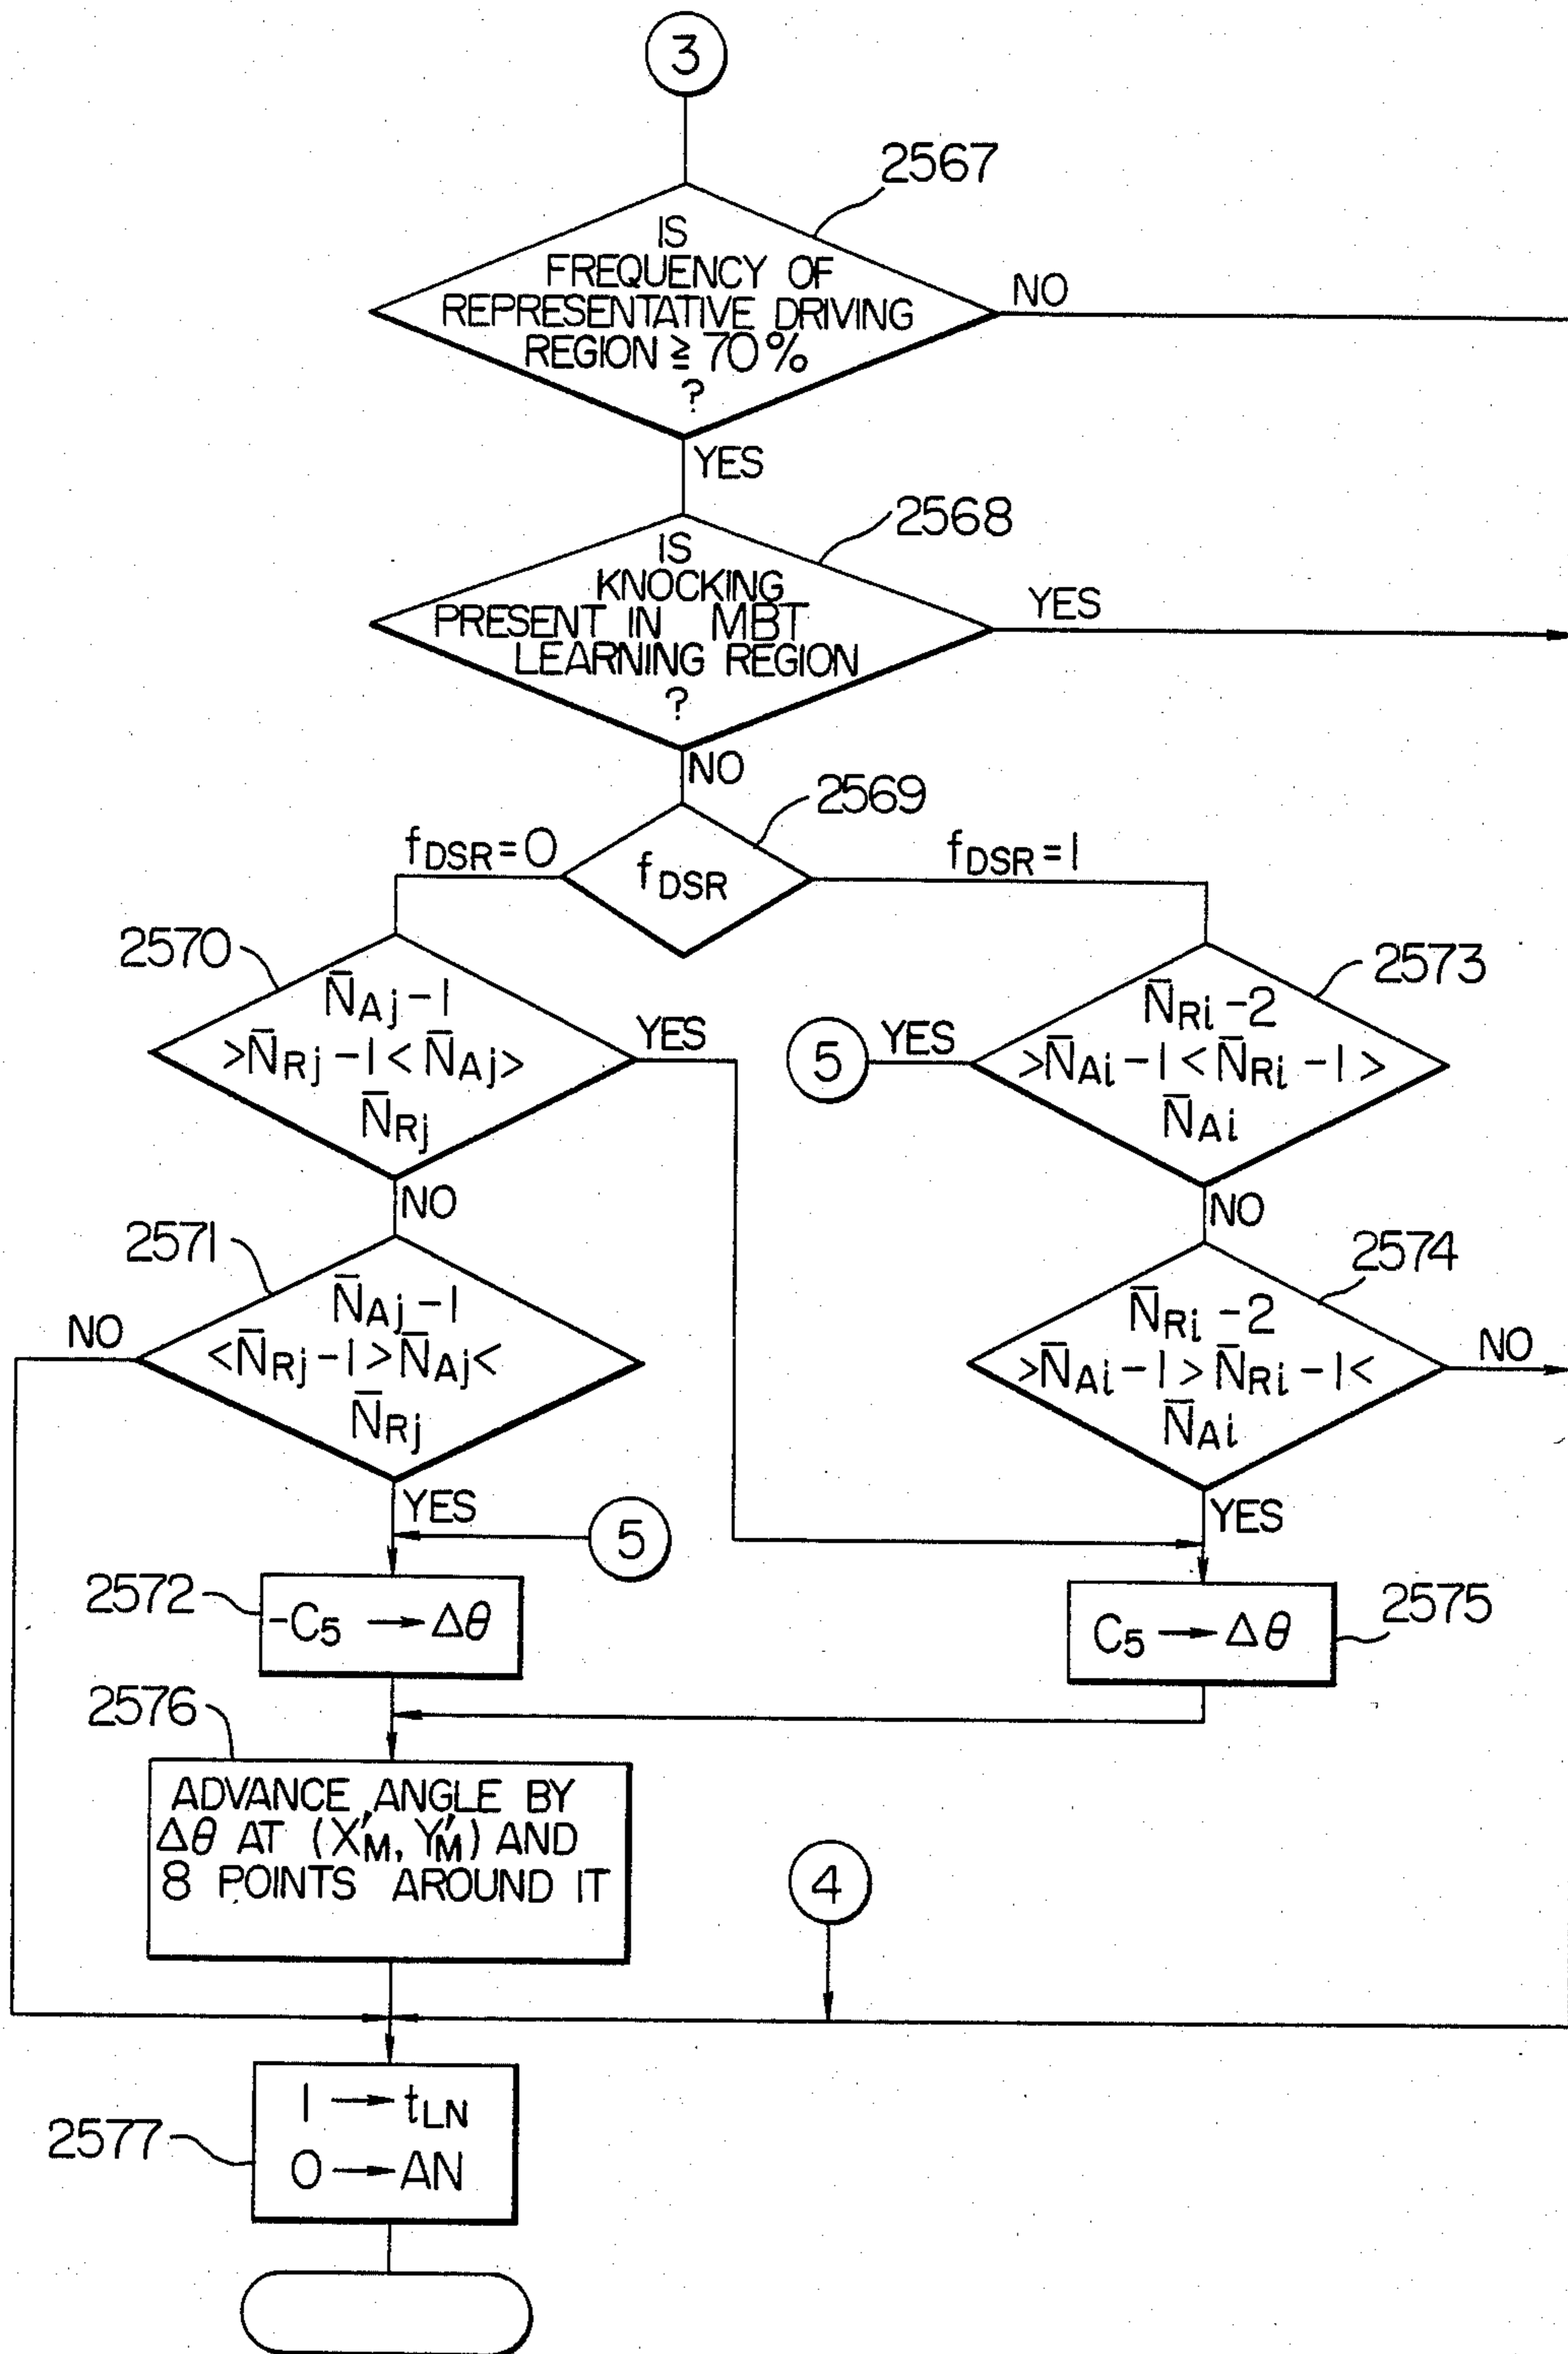 3
2567
IS
FREQUENCY OF
REPRESENTATIVE DRIVING
REGION ≧ 70%
?
NO
YES
2568
IS
KNOCKING
PRESENT IN MBT
LEARNING REGION
?
YES
NO
2569
fDSR=0
fDSR
fDSR=1
2570
N̄Aj-1
>N̄Rj-1<N̄Aj>
N̄Rj
YES
NO
2573
N̄Ri-2
>N̄Ai-1<N̄Ri-1>
N̄Ai
YES
5
NO
2571
N̄Aj-1
<N̄Rj-1>N̄Aj<
N̄Rj
NO
YES
5
2574
N̄Ri-2
>N̄Ai-1>N̄Ri-1<
N̄Ai
NO
YES
2572
-C5 → Δθ
2575
C5 → Δθ
2576
ADVANCE ANGLE BY
Δθ AT (X'M, Y'M) AND
8 POINTS AROUND IT
4
2577
1 → tLN
0 → AN